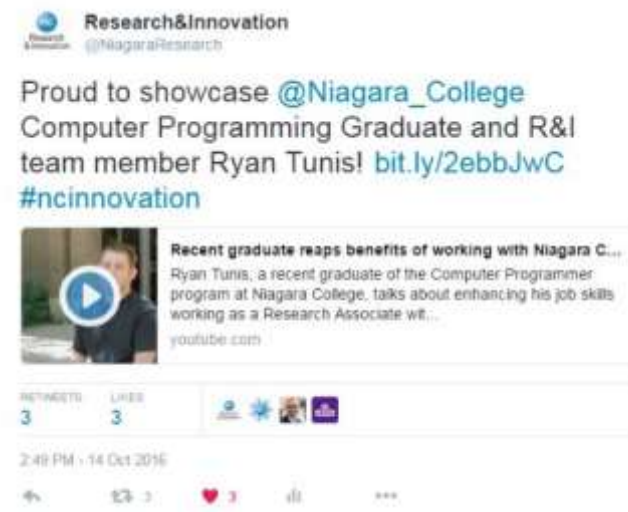 Research&Innovation
@NiagaraResearch
Proud to showcase @Niagara_College
Computer Programming Graduate and R&I
team member Ryan Tunis! bit.ly/2ebbJwC
#ncinnovation
Recent graduate reaps benefits of working with Niagara C...
Ryan Tunis, a recent graduate of the Computer Programmer
program at Niagara College, talks about enhancing his job skills
working as a Research Associate wit...
youtube.com
RETWEETS LIKES
3 3
2:49 PM - 14 Oct 2016
3 3